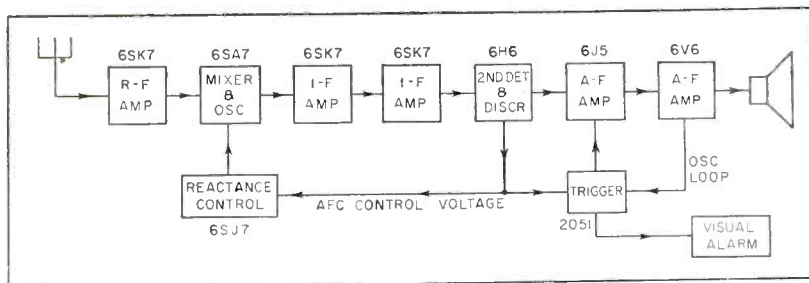 6SK7
R-F
AMP
6SA7
MIXER
&
OSC
6SK7
I-F
AMP
6SK7
I-F
AMP
6H6
2ND DET
&
DISCR
6J5
A-F
AMP
6V6
A-F
AMP
OSC
LOOP
REACTANCE
CONTROL
6SJ7
AFC CONTROL VOLTAGE
TRIGGER
2051
VISUAL
ALARM